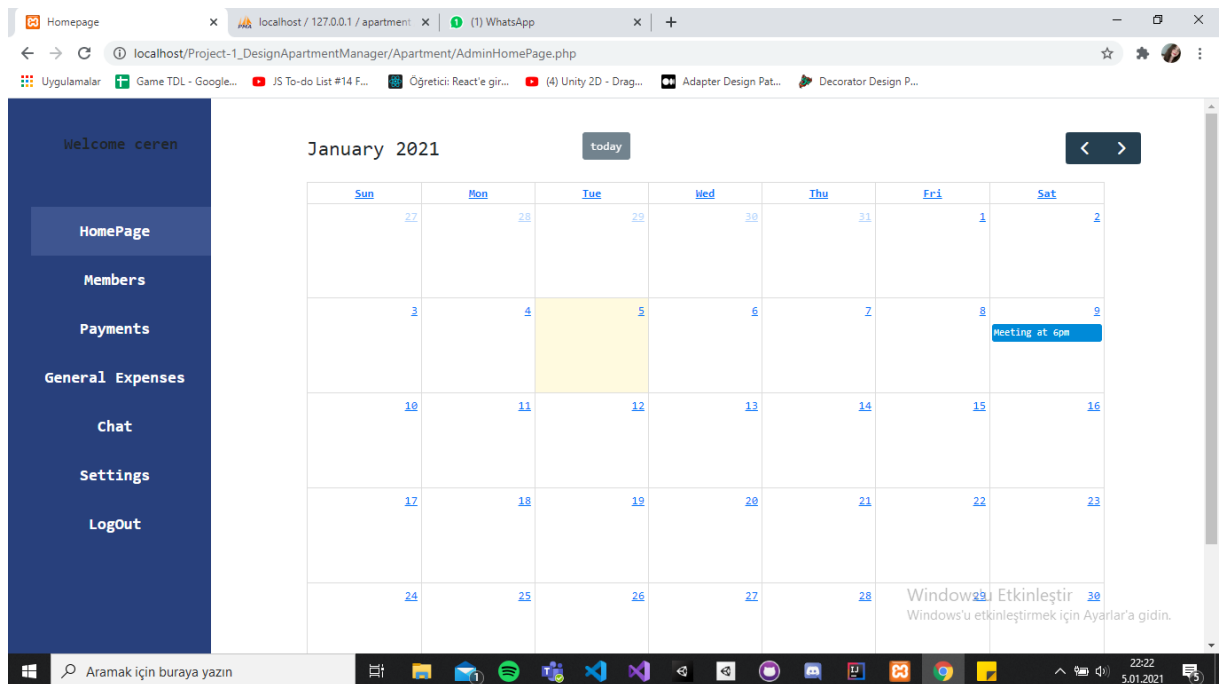 Homepage
localhost / 127.0.0.1 / apartment
(1) WhatsApp
localhost/Project-1_DesignApartmentManager/Apartment/AdminHomePage.php
Uygulamalar
Game TDL - Google...
JS To-do List #14 F...
Öğretici: React'e gir...
(4) Unity 2D - Drag...
Adapter Design Pat...
Decorator Design P...
Welcome ceren
HomePage
Members
Payments
General Expenses
Chat
Settings
LogOut
January 2021
today
Sun Mon Tue Wed Thu Fri Sat
27 28 29 30 31 1 2
3 4 5 6 7 8 9
Meeting at 6pm
10 11 12 13 14 15 16
17 18 19 20 21 22 23
24 25 26 27 28 29 30
Windows'u Etkinleştir
Windows'u etkinleştirmek için Ayarlar'a gidin.
Aramak için buraya yazın
22:22
5.01.2021